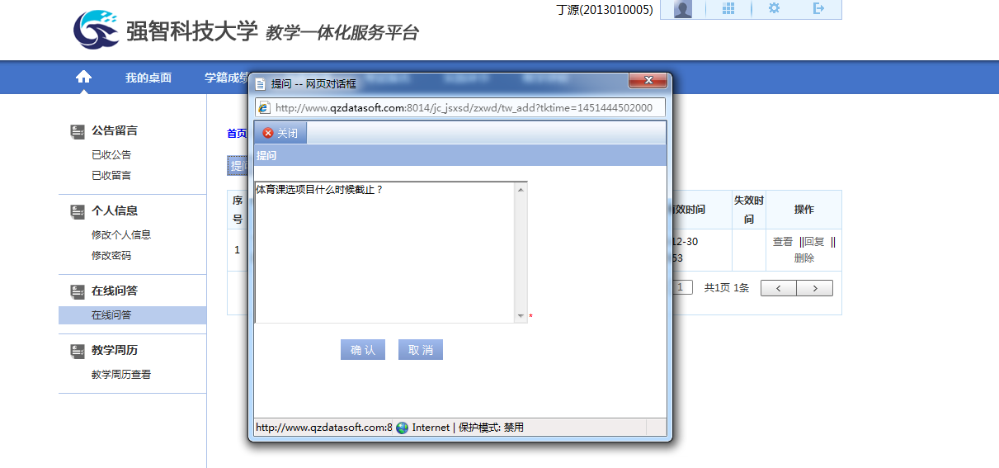 丁源(2013010005)
强智科技大学 教学一体化服务平台
我的桌面
学籍成绩
提问 -- 网页对话框
http://www.qzdatasoft.com:8014/jc_jsxsd/zxwd/tw_add?tktime=1451444502000
关闭
提问
体育课选项目什么时候截止？
*
确 认
取 消
http://www.qzdatasoft.com:8
Internet | 保护模式: 禁用
公告留言
已收公告
已收留言
个人信息
修改个人信息
修改密码
在线问答
在线问答
教学周历
教学周历查看
首页
提问
序号
效时间
失效时间
操作
1
12-30
53
查看 ||回复 ||
删除
1
共1页 1条
<
>